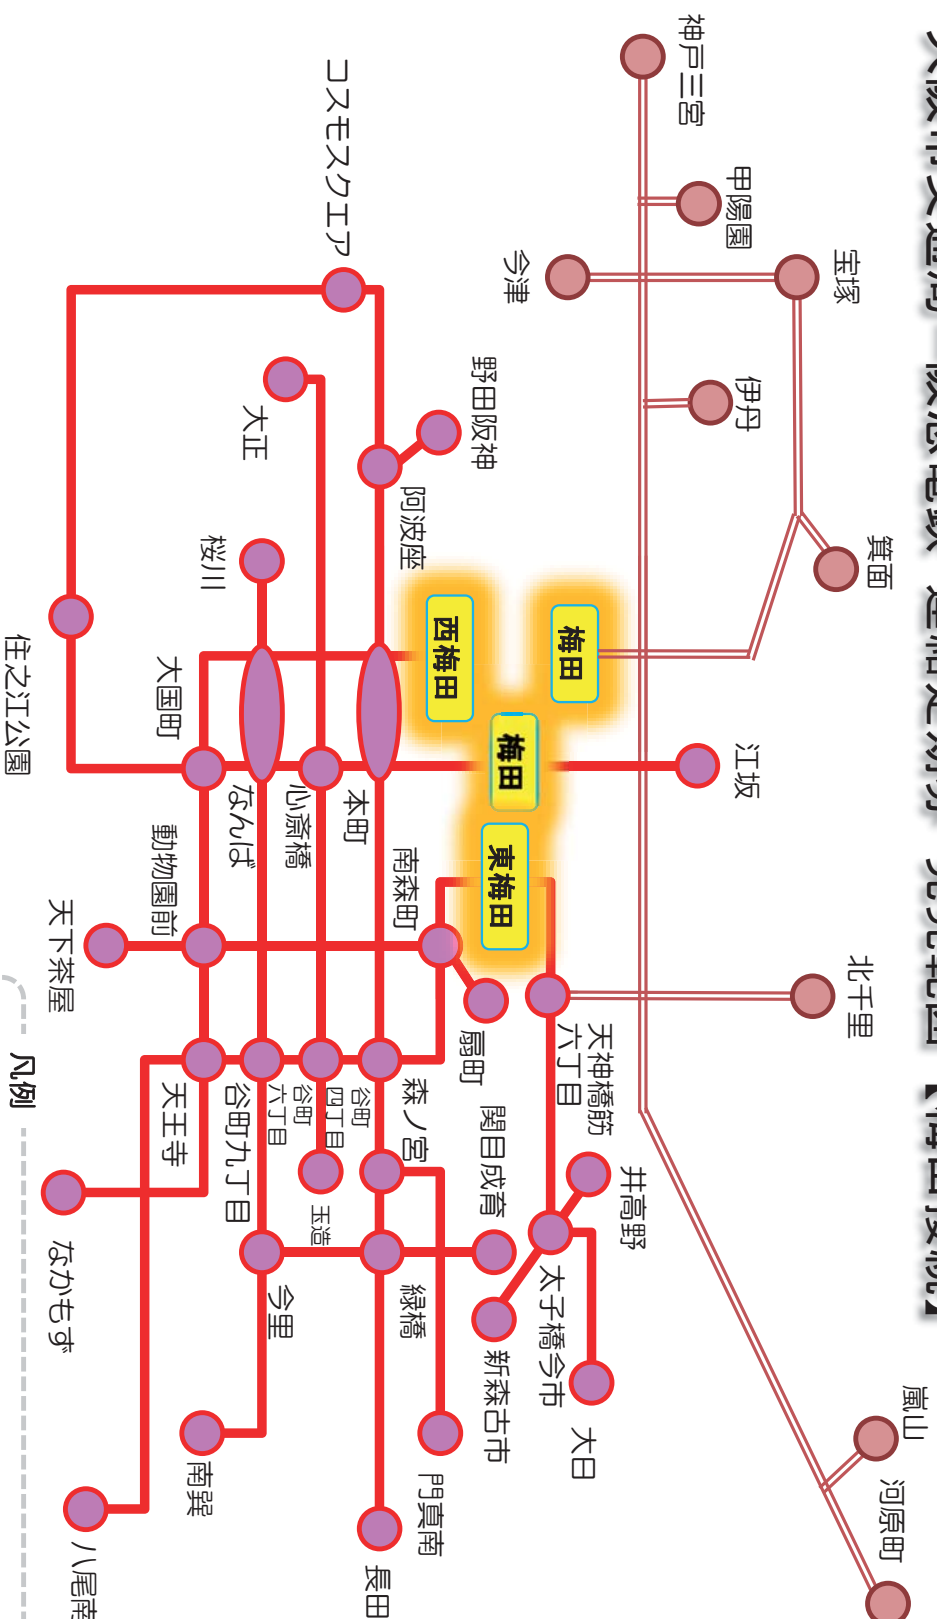 神戸三宮
甲陽園
宝塚
今津
伊丹
箕面
コスモスクエア
野田阪神
大正
阿波座
桜川
西梅田
梅田
梅田
東梅田
江坂
住之江公園
大国町
なんば
心斎橋
本町
南森町
動物園前
天下茶屋
扇町
北千里
天神橋筋
六丁目
天王寺
谷町九丁目
谷町
六丁目
谷町
四丁目
森ノ宮
玉造
関目成育
井高野
太子橋今市
新森古市
大日
緑橋
今里
なかもず
南巽
門真南
長田
八尾南
嵐山
河原町
凡例